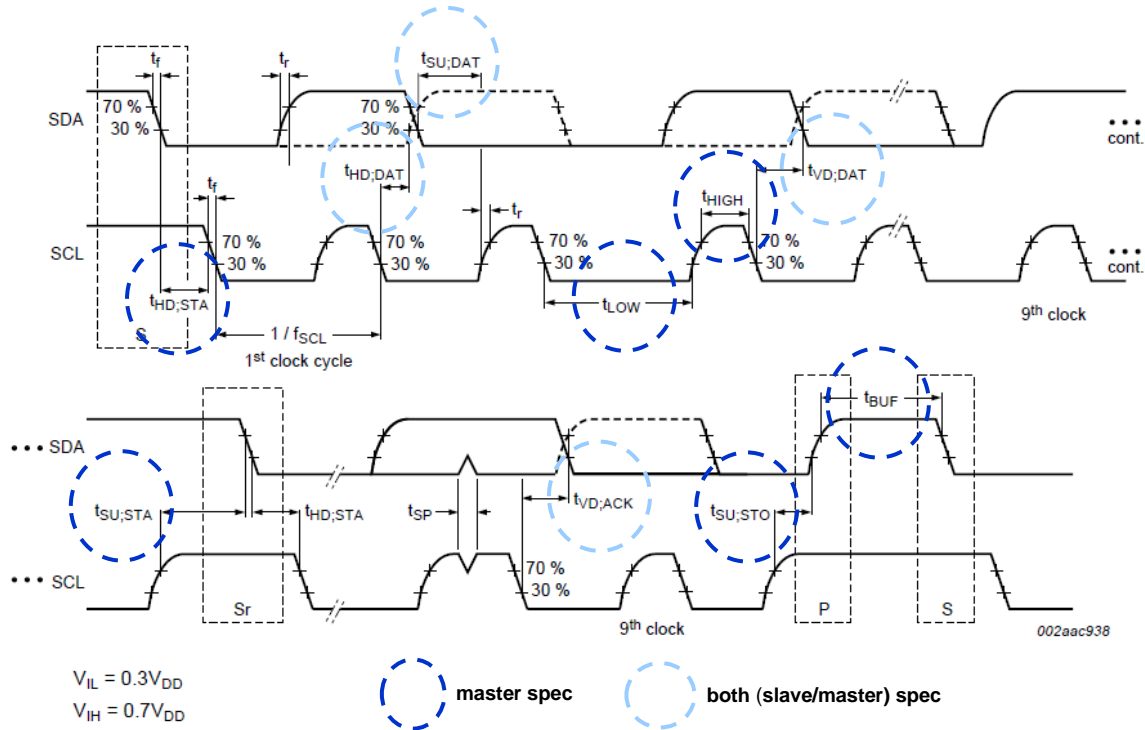 tf
tr
tSU;DAT
SDA
70 %
30 %
70 %
30 %
cont.
tHD;DAT
tVD;DAT
tf
tr
tHIGH
SCL
70 %
30 %
70 %
30 %
70 %
30 %
70 %
30 %
cont.
tHD;STA
tLOW
S
1 / fSCL
1st clock cycle
9th clock
tBUF
SDA
tSU;STA
tHD;STA
tSP
tVD;ACK
tSU;STO
SCL
70 %
30 %
Sr
9th clock
P
S
002aac938
VIL = 0.3VDD
VIH = 0.7VDD
master spec
both (slave/master) spec